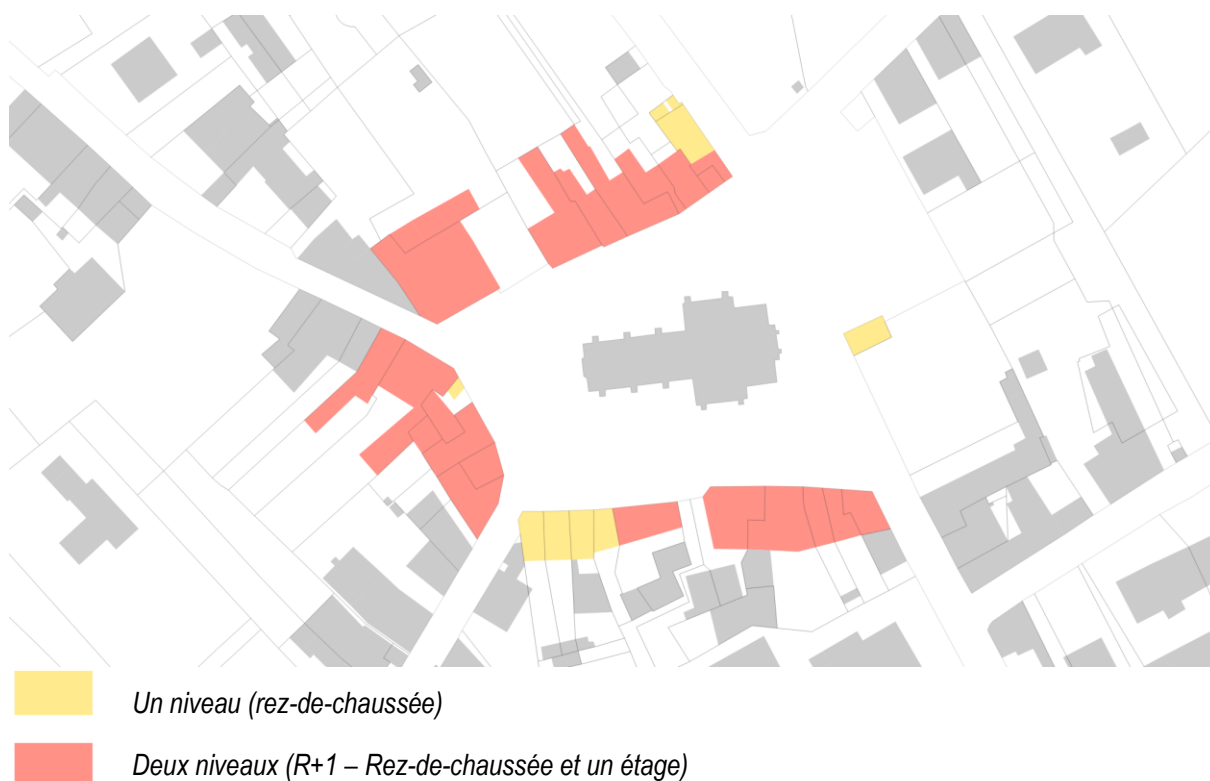 Un niveau (rez-de-chaussée)
Deux niveaux (R+1 – Rez-de-chaussée et un étage)